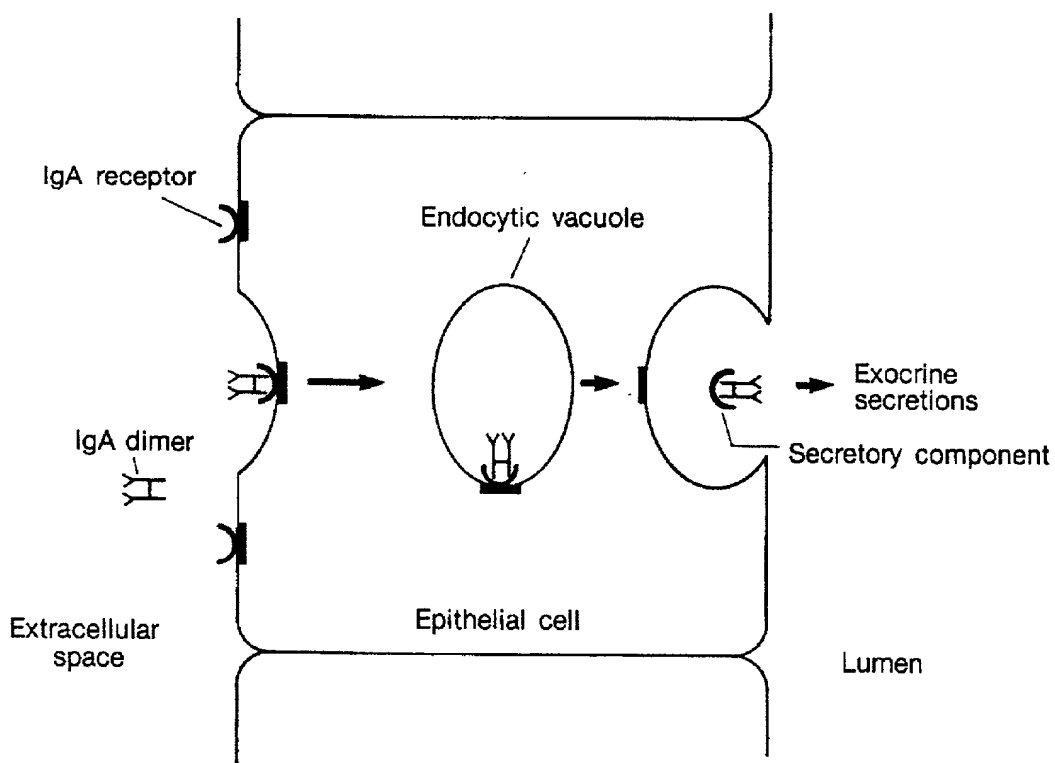 IgA receptor
Endocytic vacuole
IgA dimer
Exocrine
secretions
Secretory component
Extracellular
space
Epithelial cell
Lumen